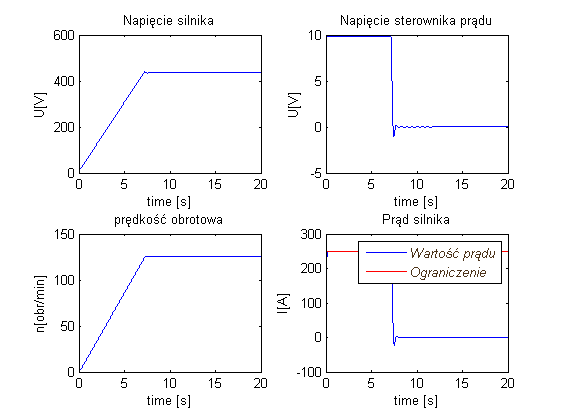 Napięcie silnika
Napięcie sterownika prądu
600
400
200
0
U[V]
0 5 10 15 20
time [s]
10
5
0
-5
U[V]
0 5 10 15 20
time [s]
prędkość obrotowa
Prąd silnika
150
100
50
0
n[obr/min]
0 5 10 15 20
time [s]
300
200
100
0
-100
I[A]
Wartość prądu
Ograniczenie
0 5 10 15 20
time [s]